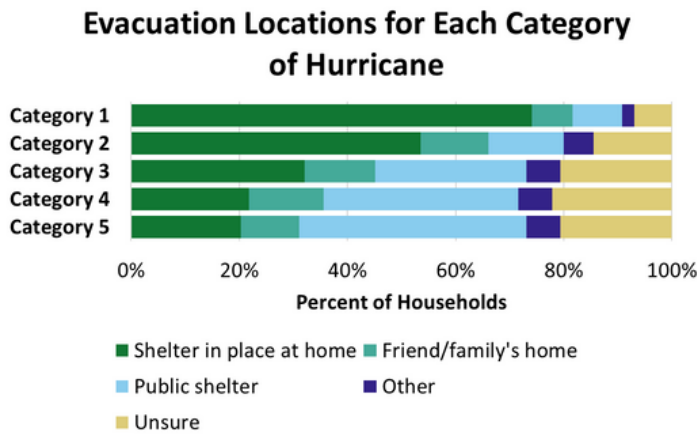 Evacuation Locations for Each Category
of Hurricane
Category 1
Category 2
Category 3
Category 4
Category 5
0% 20% 40% 60% 80% 100%
Percent of Households
Shelter in place at home Friend/family's home
Public shelter Other
Unsure